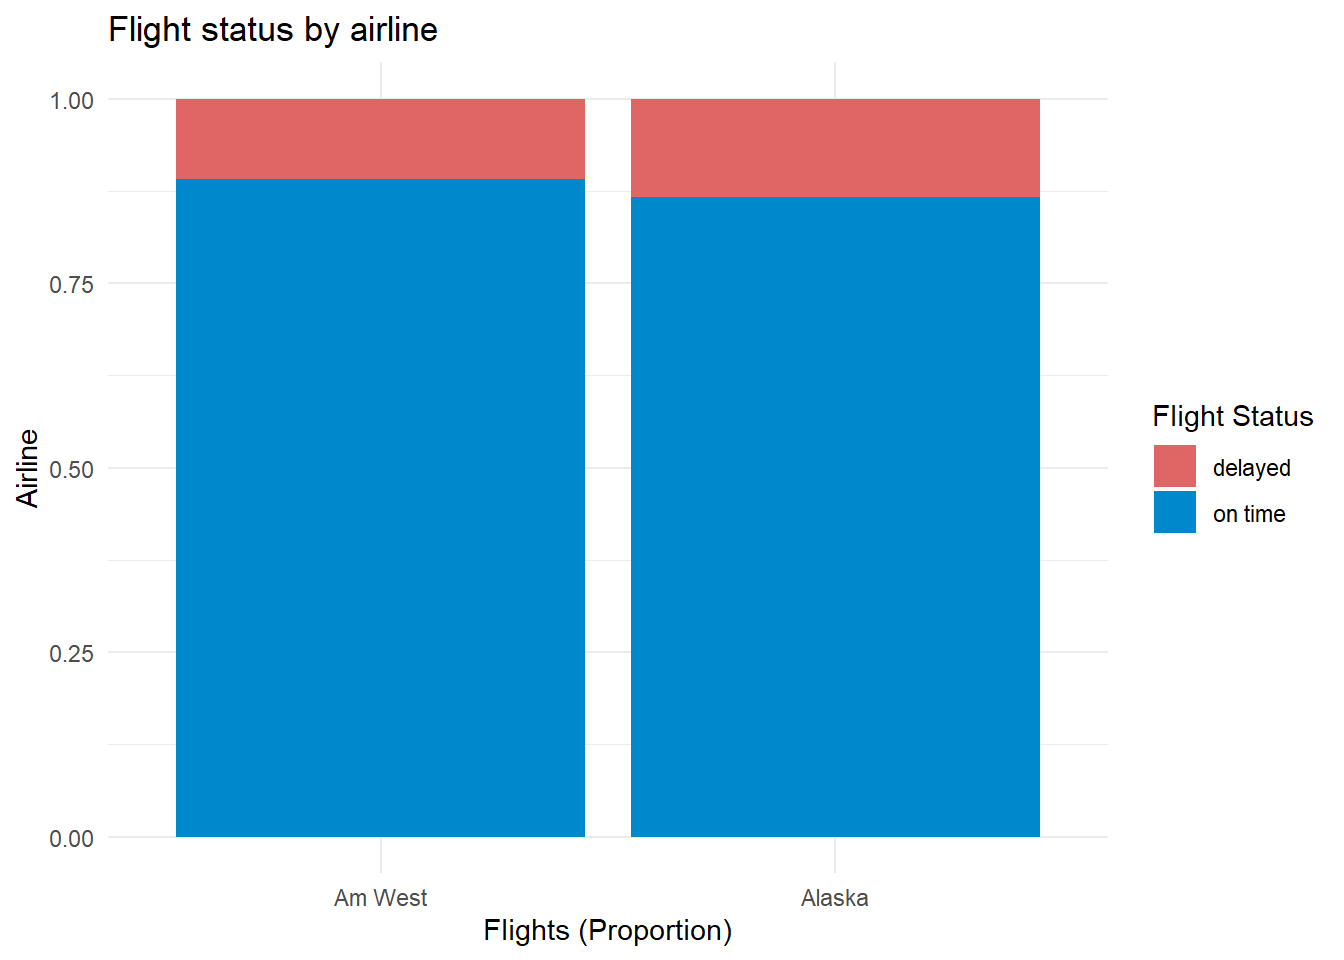 Flight status by airline
1.00
0.75
0.50
0.25
0.00
Airline
Am West Alaska
Flights (Proportion)
Flight Status
delayed
on time